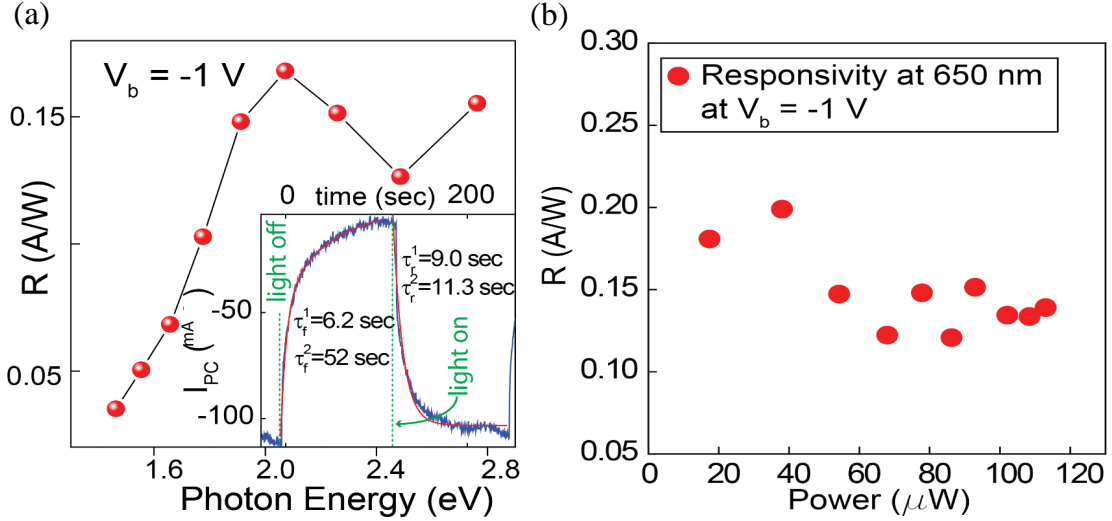 (a)
V_b = -1 V
R (A/W)
0.15
0.05
1.6
2.0
2.4
2.8
Photon Energy (eV)
0
time (sec)
200
I_PC (mA)
-50
-100
light off
τ_f^1=6.2 sec
τ_f^2=52 sec
τ_r^1=9.0 sec
τ_r^2=11.3 sec
light on
(b)
Responsivity at 650 nm
at V_b = -1 V
R (A/W)
0.30
0.25
0.20
0.15
0.10
0.05
0
20
40
60
80
100
120
Power (μW)